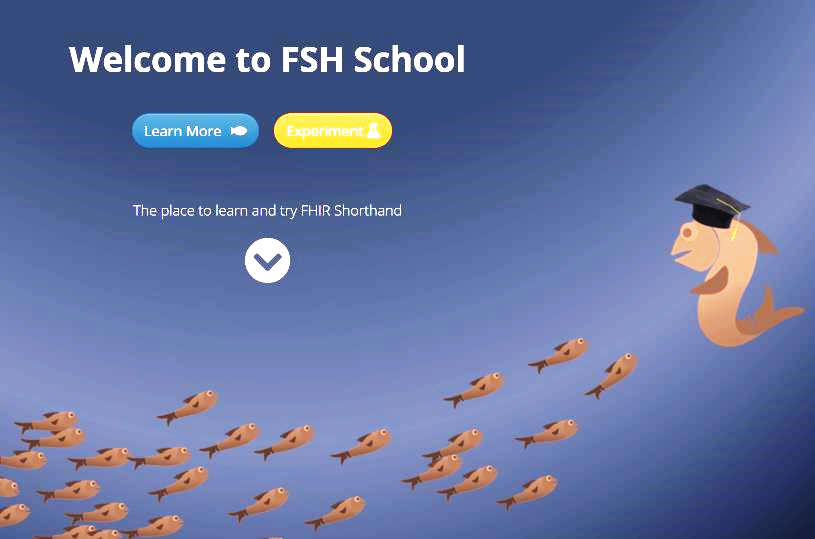 Welcome to FSH School
Learn More
Experiment
The place to learn and try FHIR Shorthand